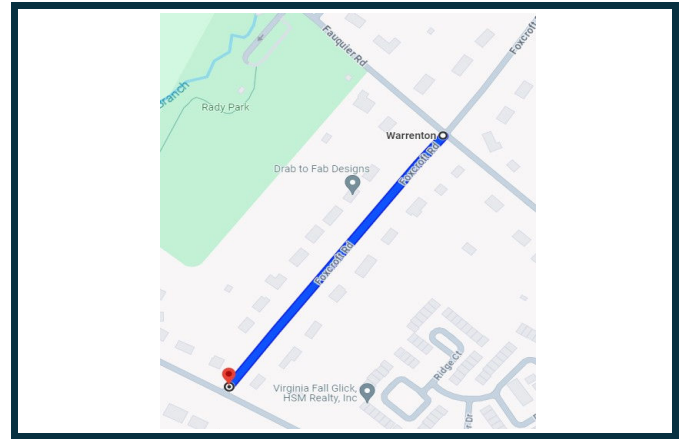 Fauquier Rd
Foxcroft
Branch
Rady Park
Warrenton
Foxcroft Rd
Drab to Fab Designs
Foxcroft Rd
Ridge Ct
Virginia Fall Glick,
HSM Realty, Inc
Dr